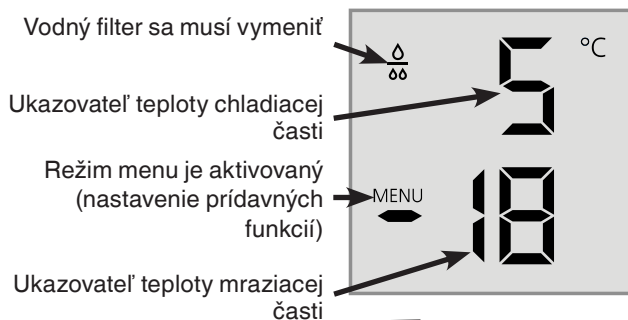 Vodný filter sa musí vymeniť
Ukazovateľ teploty chladiacej
časti
Režim menu je aktivovaný
(nastavenie prídavných
funkcií)
Ukazovateľ teploty mraziacej
časti
5 °C
MENU
-18